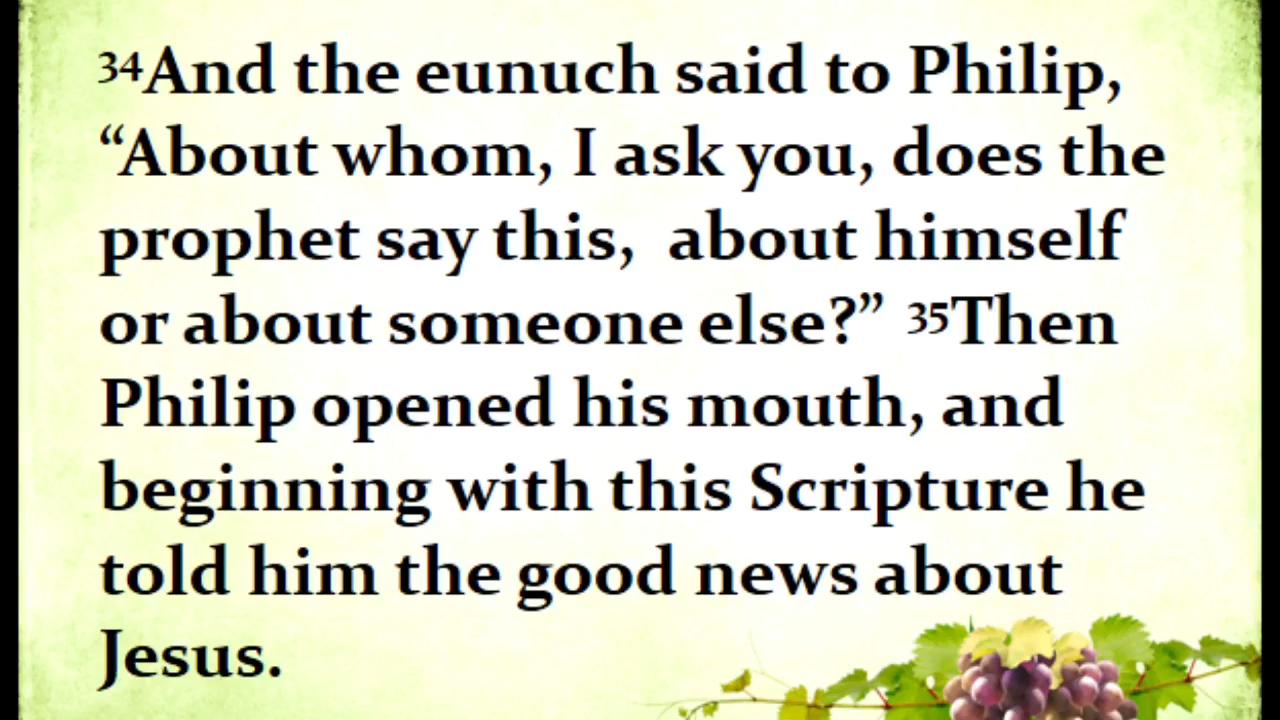 34And the eunuch said to Philip,
“About whom, I ask you, does the
prophet say this,  about himself
or about someone else?” 35Then
Philip opened his mouth, and
beginning with this Scripture he
told him the good news about
Jesus.